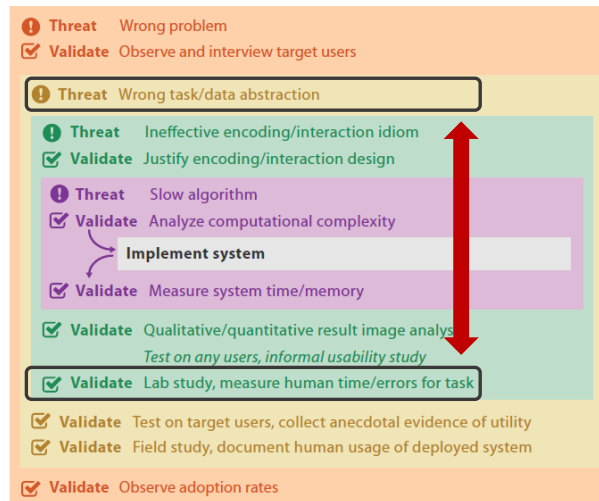 Threat Wrong problem
Validate Observe and interview target users
Threat Wrong task/data abstraction
Threat Ineffective encoding/interaction idiom
Validate Justify encoding/interaction design
Threat Slow algorithm
Validate Analyze computational complexity
Implement system
Validate Measure system time/memory
Validate Qualitative/quantitative result image analys
Test on any users, informal usability study
Validate Lab study, measure human time/errors for task
Validate Test on target users, collect anecdotal evidence of utility
Validate Field study, document human usage of deployed system
Validate Observe adoption rates